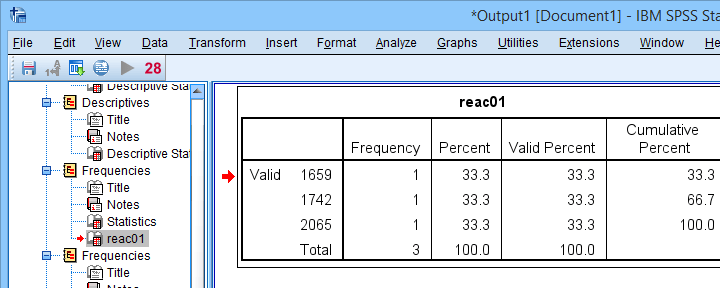 *Output1 [Document1] - IBM SPSS Sta
File Edit View Data Transform Insert Format Analyze Graphs Utilities Extensions Window He
28
Descriptive Sta
Descriptives
Title
Notes
Descriptive Stat
Frequencies
Title
Notes
Statistics
reac01
Frequencies
Title
Notes
reac01
Frequency Percent Valid Percent Cumulative Percent
Valid 1659 1 33.3 33.3 33.3
1742 1 33.3 33.3 66.7
2065 1 33.3 33.3 100.0
Total 3 100.0 100.0